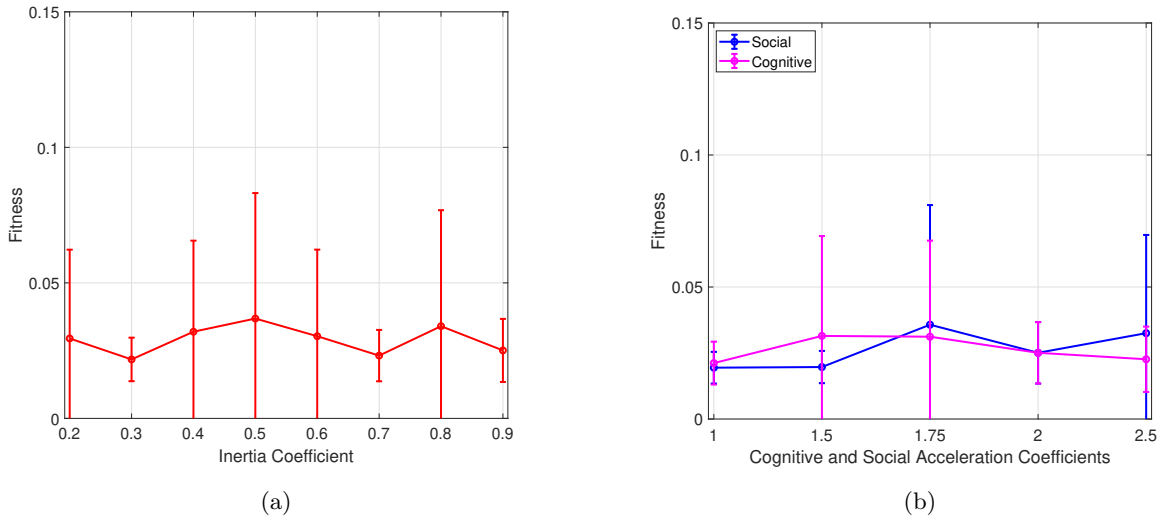 0.15
0.1
0.05
0
Fitness
0.2 0.3 0.4 0.5 0.6 0.7 0.8 0.9
Inertia Coefficient
(a)
0.15
0.1
0.05
0
Fitness
Social
Cognitive
1 1.5 1.75 2 2.5
Cognitive and Social Acceleration Coefficients
(b)